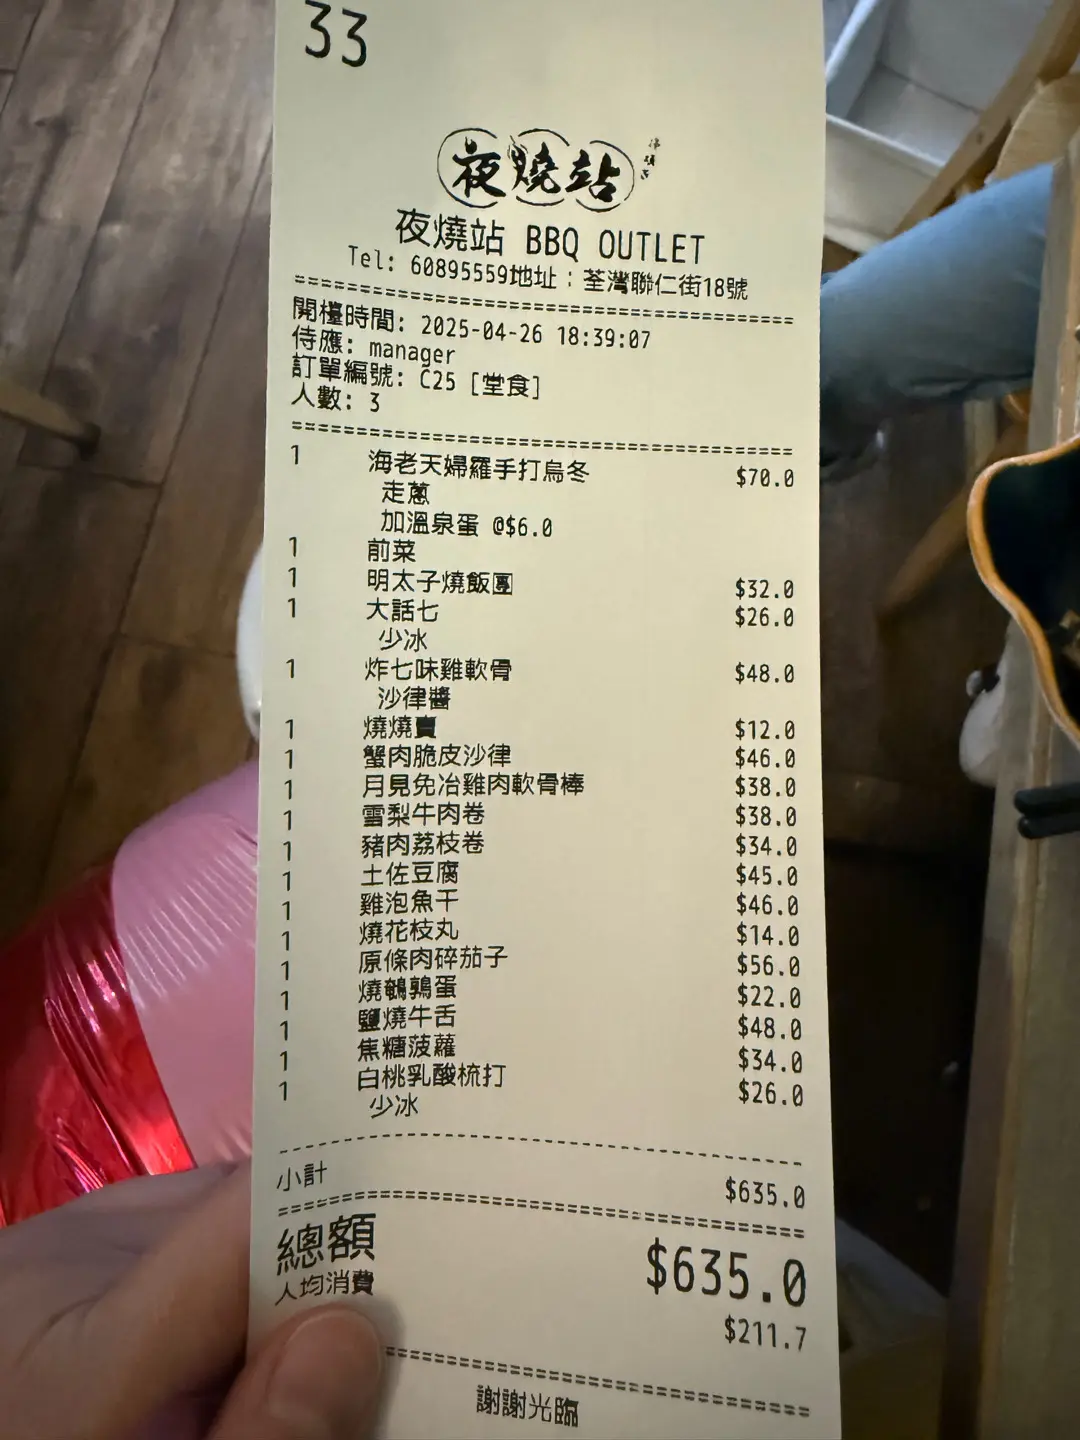 33
夜燒站
夜燒站 BBQ OUTLET
Tel: 60895559地址：荃灣聯仁街18號
開檯時間: 2025-04-26 18:39:07
侍應: manager
訂單編號: C25 [堂食]
人數: 3
1 海老天婦羅手打烏冬 $70.0
走蔥
加溫泉蛋 @$6.0
1 前菜
1 明太子燒飯團 $32.0
1 大話七 $26.0
少冰
1 炸七味雞軟骨 $48.0
沙律醬
1 燒燒賣 $12.0
1 蟹肉脆皮沙律 $46.0
1 月見免冶雞肉軟骨棒 $38.0
1 雪梨牛肉卷 $38.0
1 豬肉荔枝卷 $34.0
1 土佐豆腐 $45.0
1 雞泡魚干 $46.0
1 燒花枝丸 $14.0
1 原條肉碎茄子 $56.0
1 燒鵪鶉蛋 $22.0
1 鹽燒牛舌 $48.0
1 焦糖菠蘿 $34.0
1 白桃乳酸梳打 $26.0
少冰
小計 $635.0
總額 $635.0
人均消費 $211.7
謝謝光臨